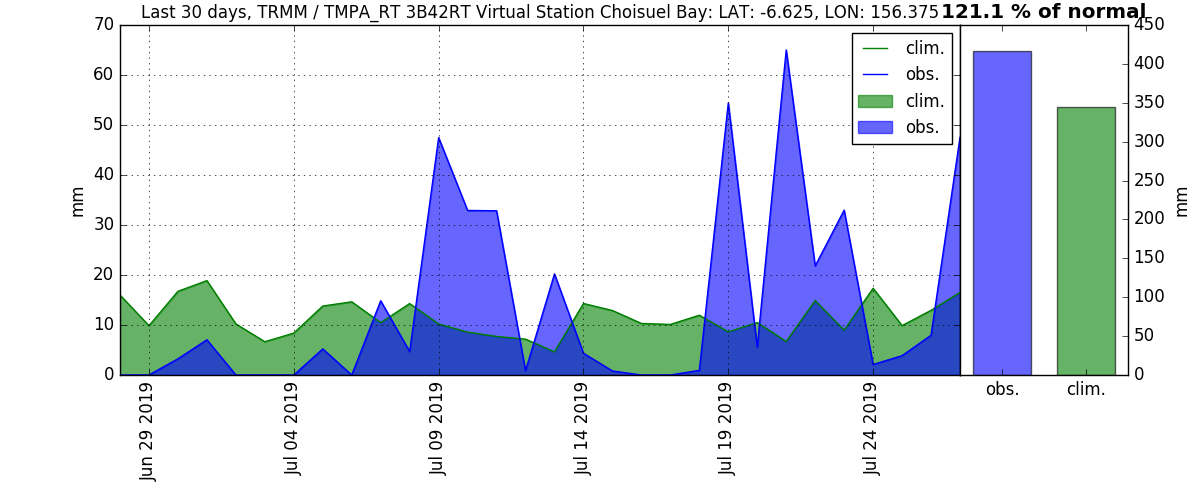 Last 30 days, TRMM / TMPA_RT 3B42RT Virtual Station Choisuel Bay: LAT: -6.625, LON: 156.375 121.1 % of normal
70
60
50
40
30
20
10
0
mm
clim.
obs.
clim.
obs.
Jun 29 2019
Jul 04 2019
Jul 09 2019
Jul 14 2019
Jul 19 2019
Jul 24 2019
450
400
350
300
250
200
150
100
50
0
mm
obs.
clim.